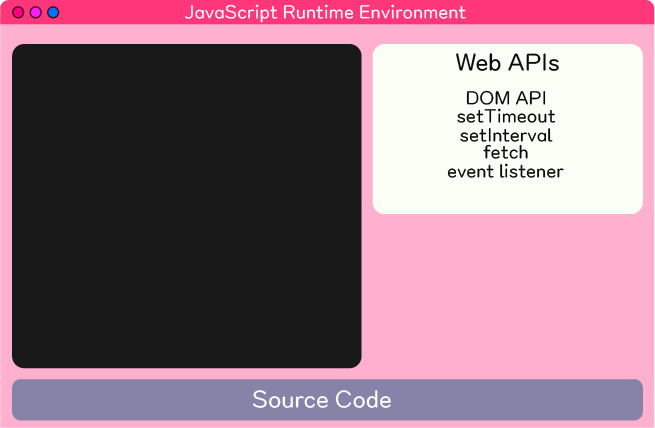 JavaScript Runtime Environment
Web APIs
DOM API
setTimeout
setInterval
fetch
event listener
Source Code